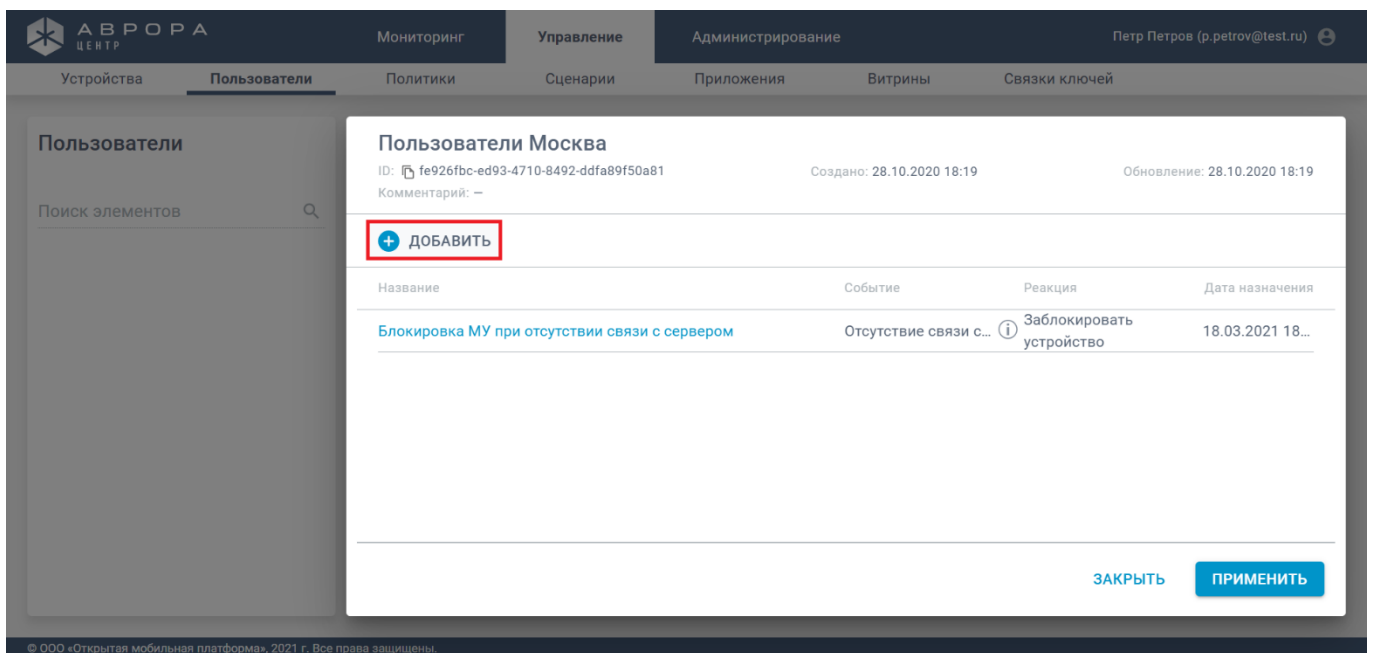 АВРОРА
ЦЕНТР
Мониторинг Управление Администрирование Петр Петров (p.petrov@test.ru)
Устройства Пользователи Политики Сценарии Приложения Витрины Связки ключей
Пользователи
Поиск элементов
Пользователи Москва
ID: fe926fbc-ed93-4710-8492-ddfa89f50a81 Создано: 28.10.2020 18:19 Обновление: 28.10.2020 18:19
Комментарий: —
ДОБАВИТЬ
Название Событие Реакция Дата назначения
Блокировка МУ при отсутствии связи с сервером Отсутствие связи с... Заблокировать устройство 18.03.2021 18...
ЗАКРЫТЬ ПРИМЕНИТЬ
© ООО «Открытая мобильная платформа», 2021 г. Все права защищены.